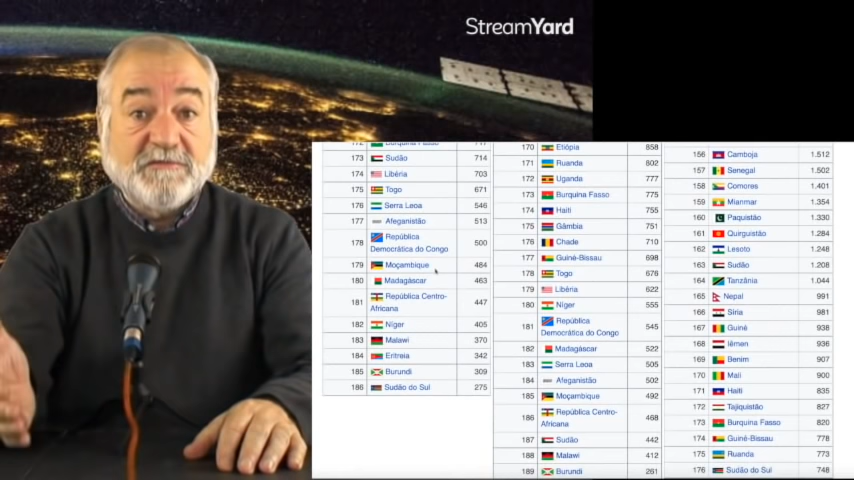 StreamYard
172 Burquina Fasso 717
173 Sudão 714
174 Libéria 703
175 Togo 671
176 Serra Leoa 546
177 Afeganistão 513
178 República Democrática do Congo 500
179 Moçambique 484
180 Madagáscar 463
181 República Centro-Africana 447
182 Níger 405
183 Malawi 370
184 Eritreia 342
185 Burundi 309
186 Sudão do Sul 275
170 Etiópia 858
171 Ruanda 802
172 Uganda 777
173 Burquina Fasso 775
174 Haiti 755
175 Gâmbia 751
176 Chade 710
177 Guiné-Bissau 698
178 Togo 676
179 Libéria 622
180 Níger 555
181 República Democrática do Congo 545
182 Madagáscar 522
183 Serra Leoa 505
184 Afeganistão 502
185 Moçambique 492
186 República Centro-Africana 468
187 Sudão 442
188 Malawi 412
189 Burundi 261
156 Camboja 1.512
157 Senegal 1.502
158 Comores 1.401
159 Mianmar 1.354
160 Paquistão 1.330
161 Quirguistão 1.284
162 Lesoto 1.248
163 Sudão 1.208
164 Tanzânia 1.044
165 Nepal 991
166 Síria 981
167 Guiné 938
168 Iêmen 936
169 Benim 907
170 Mali 900
171 Haiti 835
172 Tajiquistão 827
173 Burquina Fasso 820
174 Guiné-Bissau 778
175 Ruanda 773
176 Sudão do Sul 748